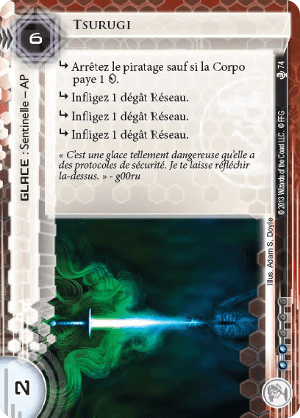 TSURUGI
6
↳ Arrêtez le piratage sauf si la Corpo
paye 1.
↳ Infligez 1 dégât Réseau.
↳ Infligez 1 dégât Réseau.
↳ Infligez 1 dégât Réseau.
« C'est une glace tellement dangereuse qu'elle a
des protocoles de sécurité. Je te laisse réfléchir
la-dessus. » - g00ru
GLACE : Sentinelle – AP
74
© 2013 Wizards of the Coast LLC. © FFG
Illus. Adam S. Doyle
N